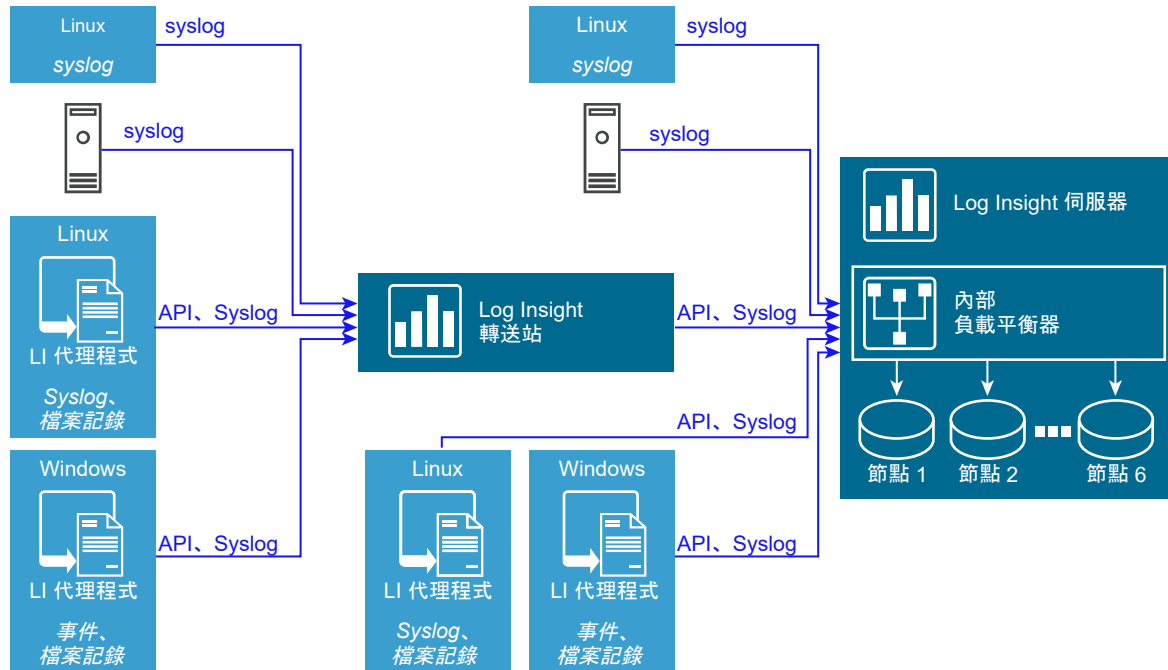 Linux
syslog
syslog
syslog
Linux
LI 代理程式
Syslog、
檔案記錄
API、Syslog
Windows
LI 代理程式
事件、
檔案記錄
API、Syslog
Log Insight
轉送站
API、Syslog
Linux
syslog
syslog
syslog
Linux
LI 代理程式
Syslog、
檔案記錄
API、Syslog
Windows
LI 代理程式
事件、
檔案記錄
API、Syslog
Log Insight 伺服器
內部
負載平衡器
節點 1
節點 2
節點 6